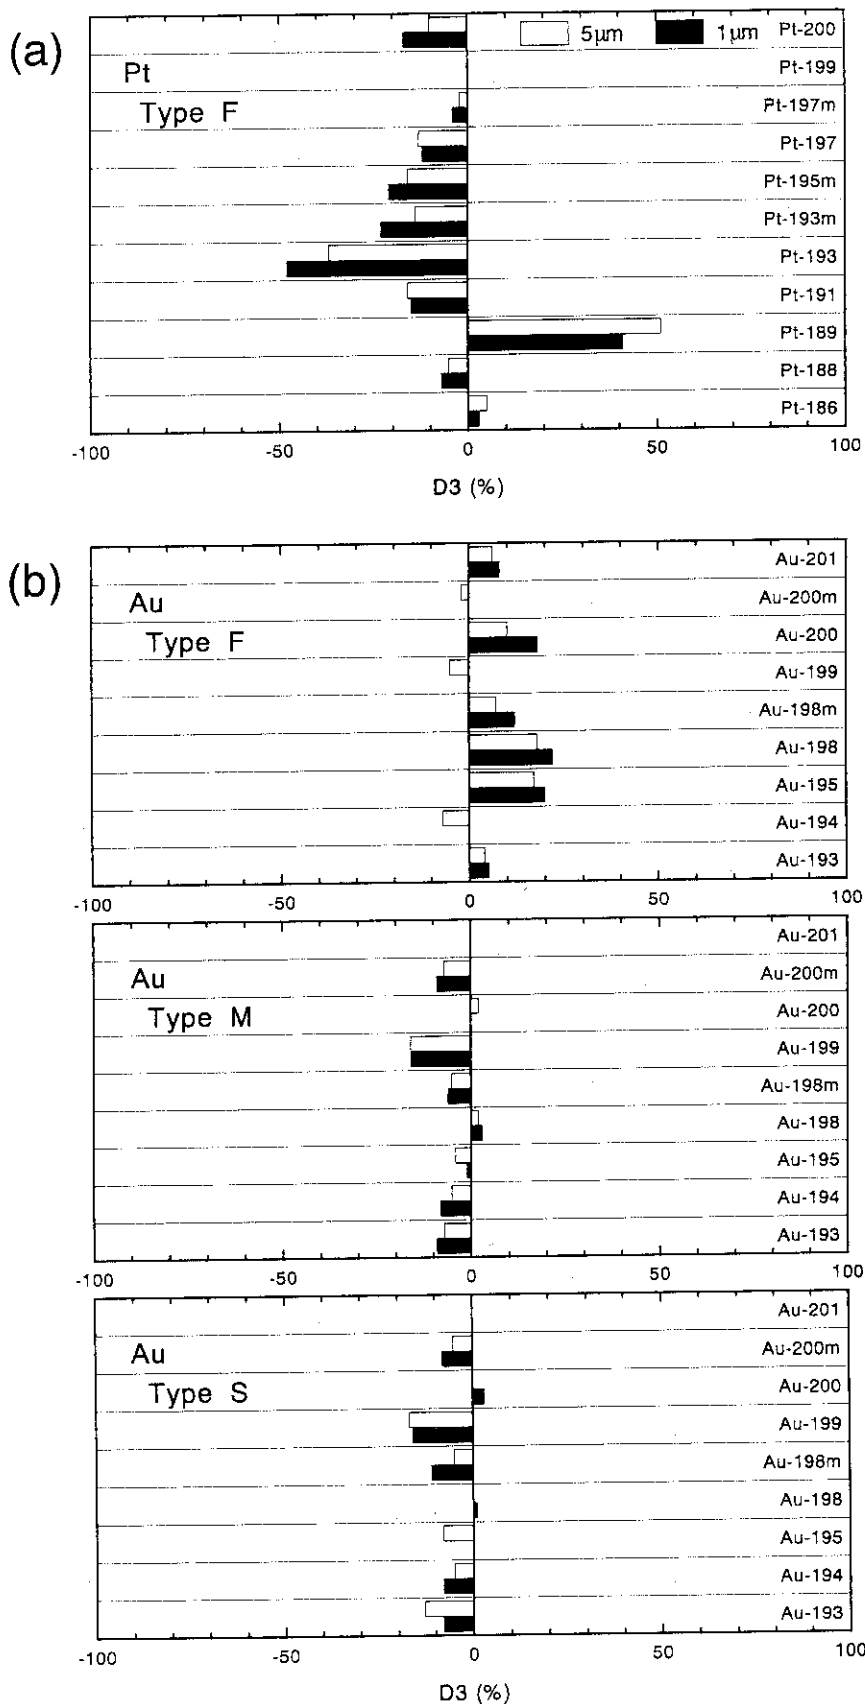 (a)
5μm 1μm Pt-200
Pt Pt-199
Type F Pt-197m
Pt-197
Pt-195m
Pt-193m
Pt-193
Pt-191
Pt-189
Pt-188
Pt-186
-100 -50 0 50 100
D3 (%)
(b)
Au-201
Au Au-200m
Type F Au-200
Au-199
Au-198m
Au-198
Au-195
Au-194
Au-193
-100 -50 0 50 100
Au-201
Au Au-200m
Type M Au-200
Au-199
Au-198m
Au-198
Au-195
Au-194
Au-193
-100 -50 0 50 100
Au-201
Au Au-200m
Type S Au-200
Au-199
Au-198m
Au-198
Au-195
Au-194
Au-193
-100 -50 0 50 100
D3 (%)